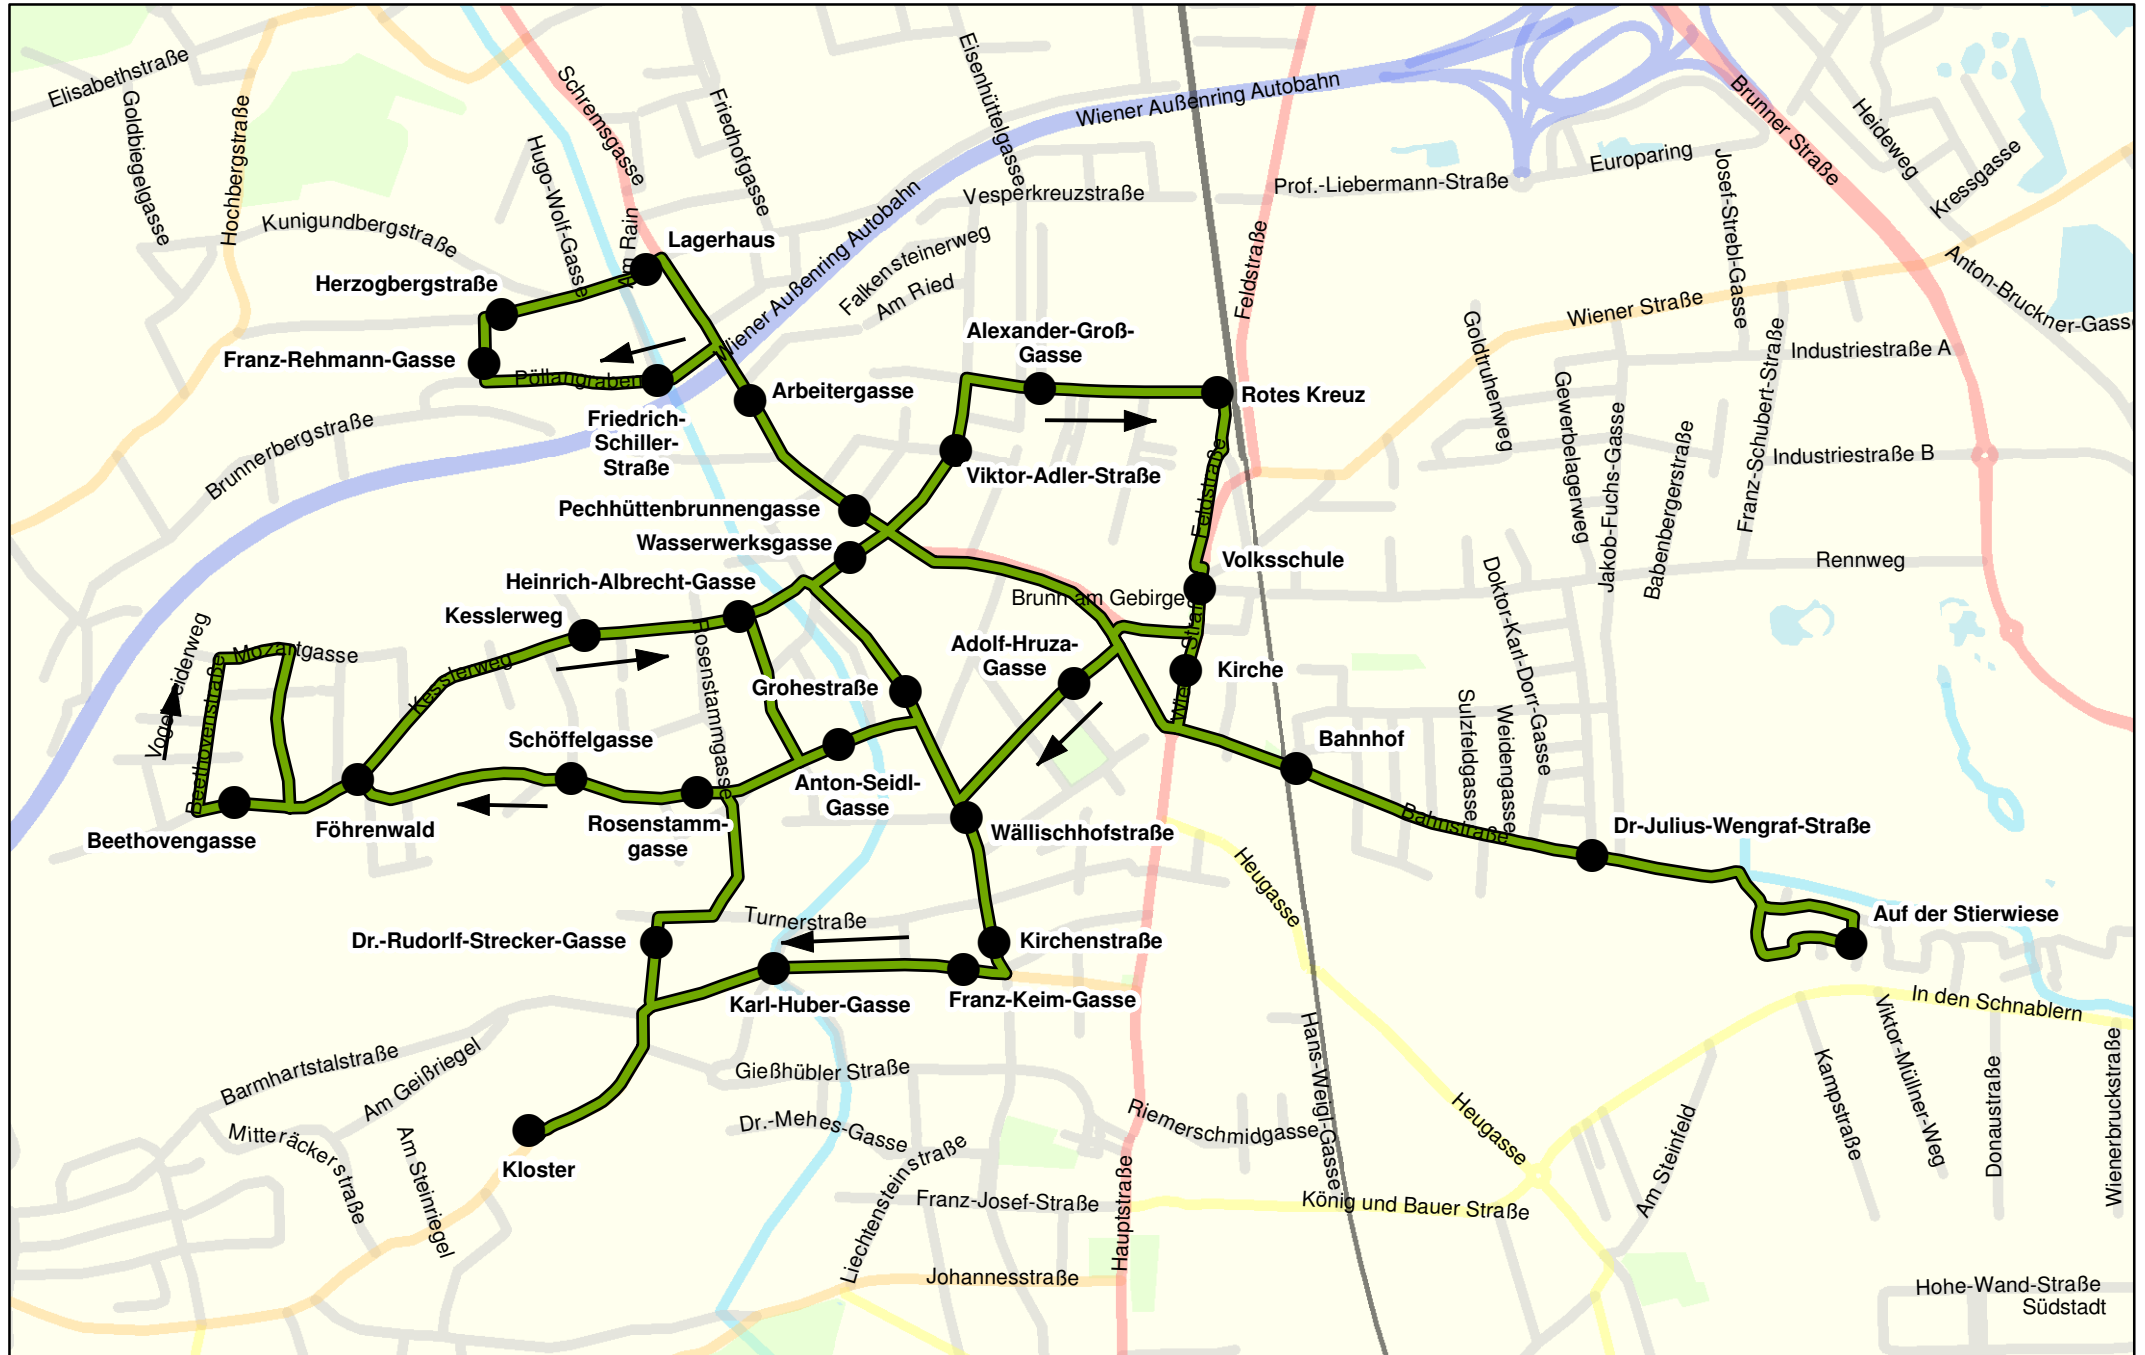 Elisabethstraße
Goldbiegelgasse
Hochbergstraße
Kunigundbergstraße
Schremsgasse
Hugo-Wolf-Gasse
Am Rain
Friedhofgasse
Eisenhüttelgasse
Wiener Außenring Autobahn
Wiener Außenring Autobahn
Vesperkreuzstraße
Falkensteinerweg
Am Ried
Prof.-Liebermann-Straße
Europaring
Brunner Straße
Heideweg
Kressgasse
Josef-Strebl-Gasse
Anton-Bruckner-Gasse
Feldstraße
Wiener Straße
Lagerhaus
Herzogbergstraße
Franz-Rehmann-Gasse
Pöllangraben
Friedrich-
Schiller-
Straße
Arbeitergasse
Alexander-Groß-
Gasse
Rotes Kreuz
Viktor-Adler-Straße
Brunnerbergstraße
Pechhüttenbrunnengasse
Wasserwerksgasse
Heinrich-Albrecht-Gasse
Kesslerweg
Kesslerweg
Feldstraße
Volksschule
Brunn am Gebirge
Goldtruhenweg
Gewerbelagerweg
Jakob-Fuchs-Gasse
Babenbergerstraße
Franz-Schubert-Straße
Industriestraße A
Industriestraße B
Rennweg
Doktor-Karl-Dorr-Gasse
Sulzfeldgasse
Weidengasse
Mozartgasse
Beethovenstraße
Rosenstammgasse
Grohestraße
Adolf-Hruza-
Gasse
Kirche
Schöffelgasse
Anton-Seidl-
Gasse
Bahnhof
Bahnstraße
Beethovengasse
Föhrenwald
Rosenstamm-
gasse
Wällischhofstraße
Dr-Julius-Wengraf-Straße
Heugasse
Auf der Stierwiese
Dr.-Rudorlf-Strecker-Gasse
Turnerstraße
Kirchenstraße
Karl-Huber-Gasse
Franz-Keim-Gasse
In den Schnablern
Barmhartstalstraße
Am Geißriegel
Mitteräckerstraße
Am Steinriegel
Kloster
Gießhübler Straße
Dr.-Mehes-Gasse
Liechtensteinstraße
Riemerschmidgasse
Hans-Weigl-Gasse
Heugasse
Franz-Josef-Straße
Hauptstraße
König und Bauer Straße
Johannesstraße
Am Steinfeld
Kampstraße
Viktor-Müllner-Weg
Donaustraße
Wienerbruckstraße
Hohe-Wand-Straße
Südstadt